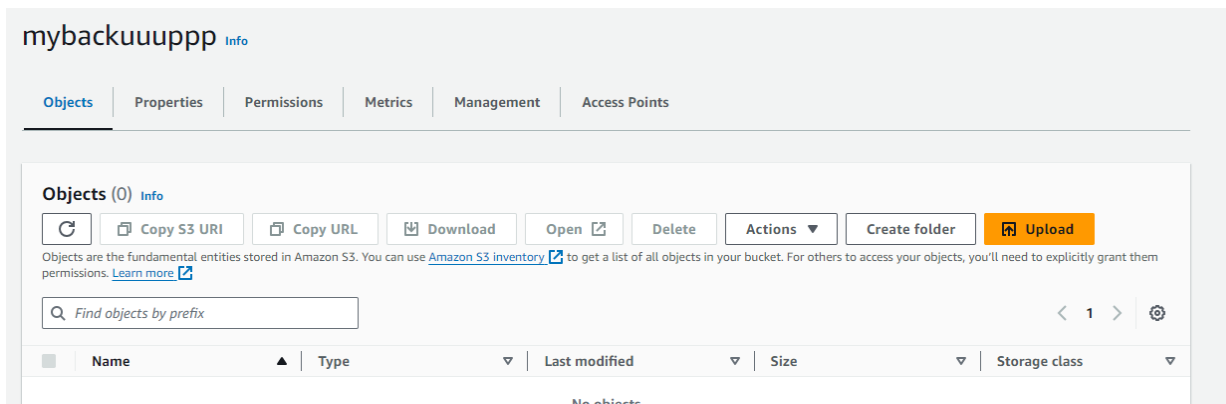 mybackuuuppp Info
Objects Properties Permissions Metrics Management Access Points
Objects (0) Info
Copy S3 URI Copy URL Download Open Delete Actions Create folder Upload
Objects are the fundamental entities stored in Amazon S3. You can use Amazon S3 inventory to get a list of all objects in your bucket. For others to access your objects, you'll need to explicitly grant them
permissions. Learn more
Find objects by prefix 1
Name Type Last modified Size Storage class
No objects